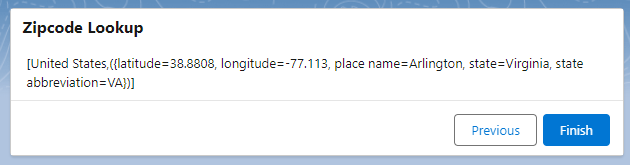 Zipcode Lookup
[United States,({latitude=38.8808, longitude=-77.113, place name=Arlington, state=Virginia, state
abbreviation=VA})]
Previous
Finish